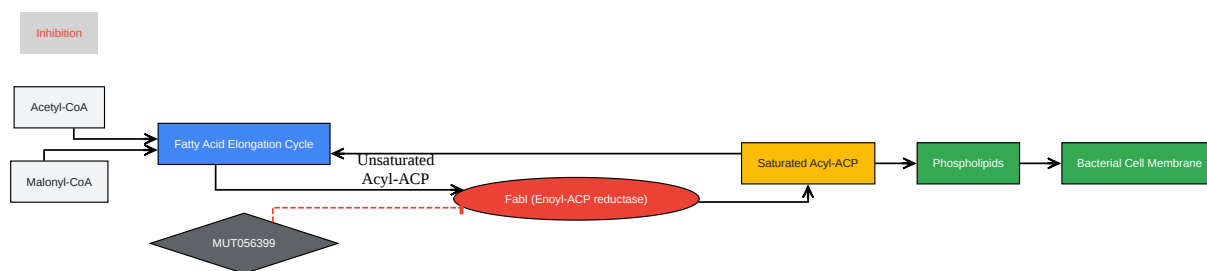 Inhibition
Acetyl-CoA
Fatty Acid Elongation Cycle
Malonyl-CoA
Unsaturated
Acyl-ACP
FabI (Enoyl-ACP reductase)
Saturated Acyl-ACP
Phospholipids
Bacterial Cell Membrane
MUT056399